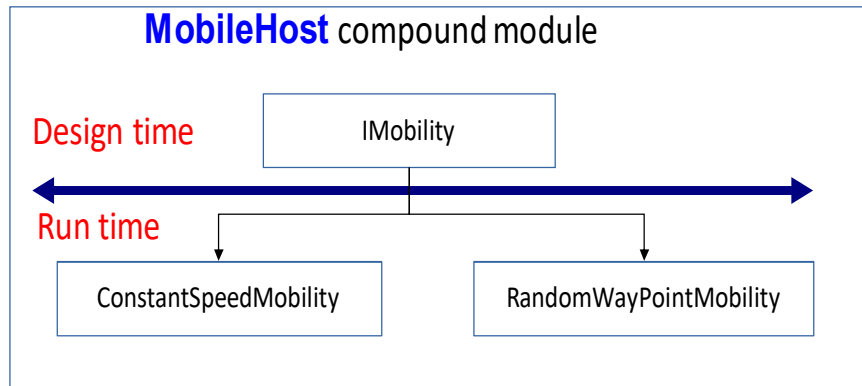 MobileHost compound module
IMobility
Design time
Run time
ConstantSpeedMobility
RandomWayPointMobility